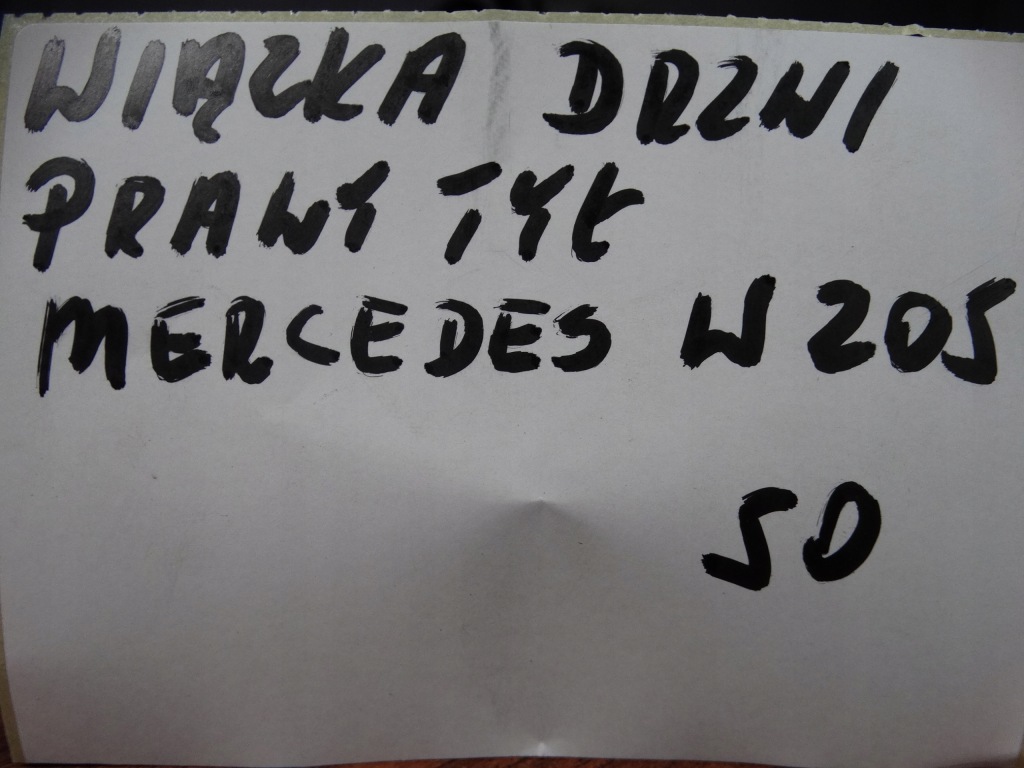 WIĄZKA DRZWI
PRAWY TYŁ
MERCEDES W205
50